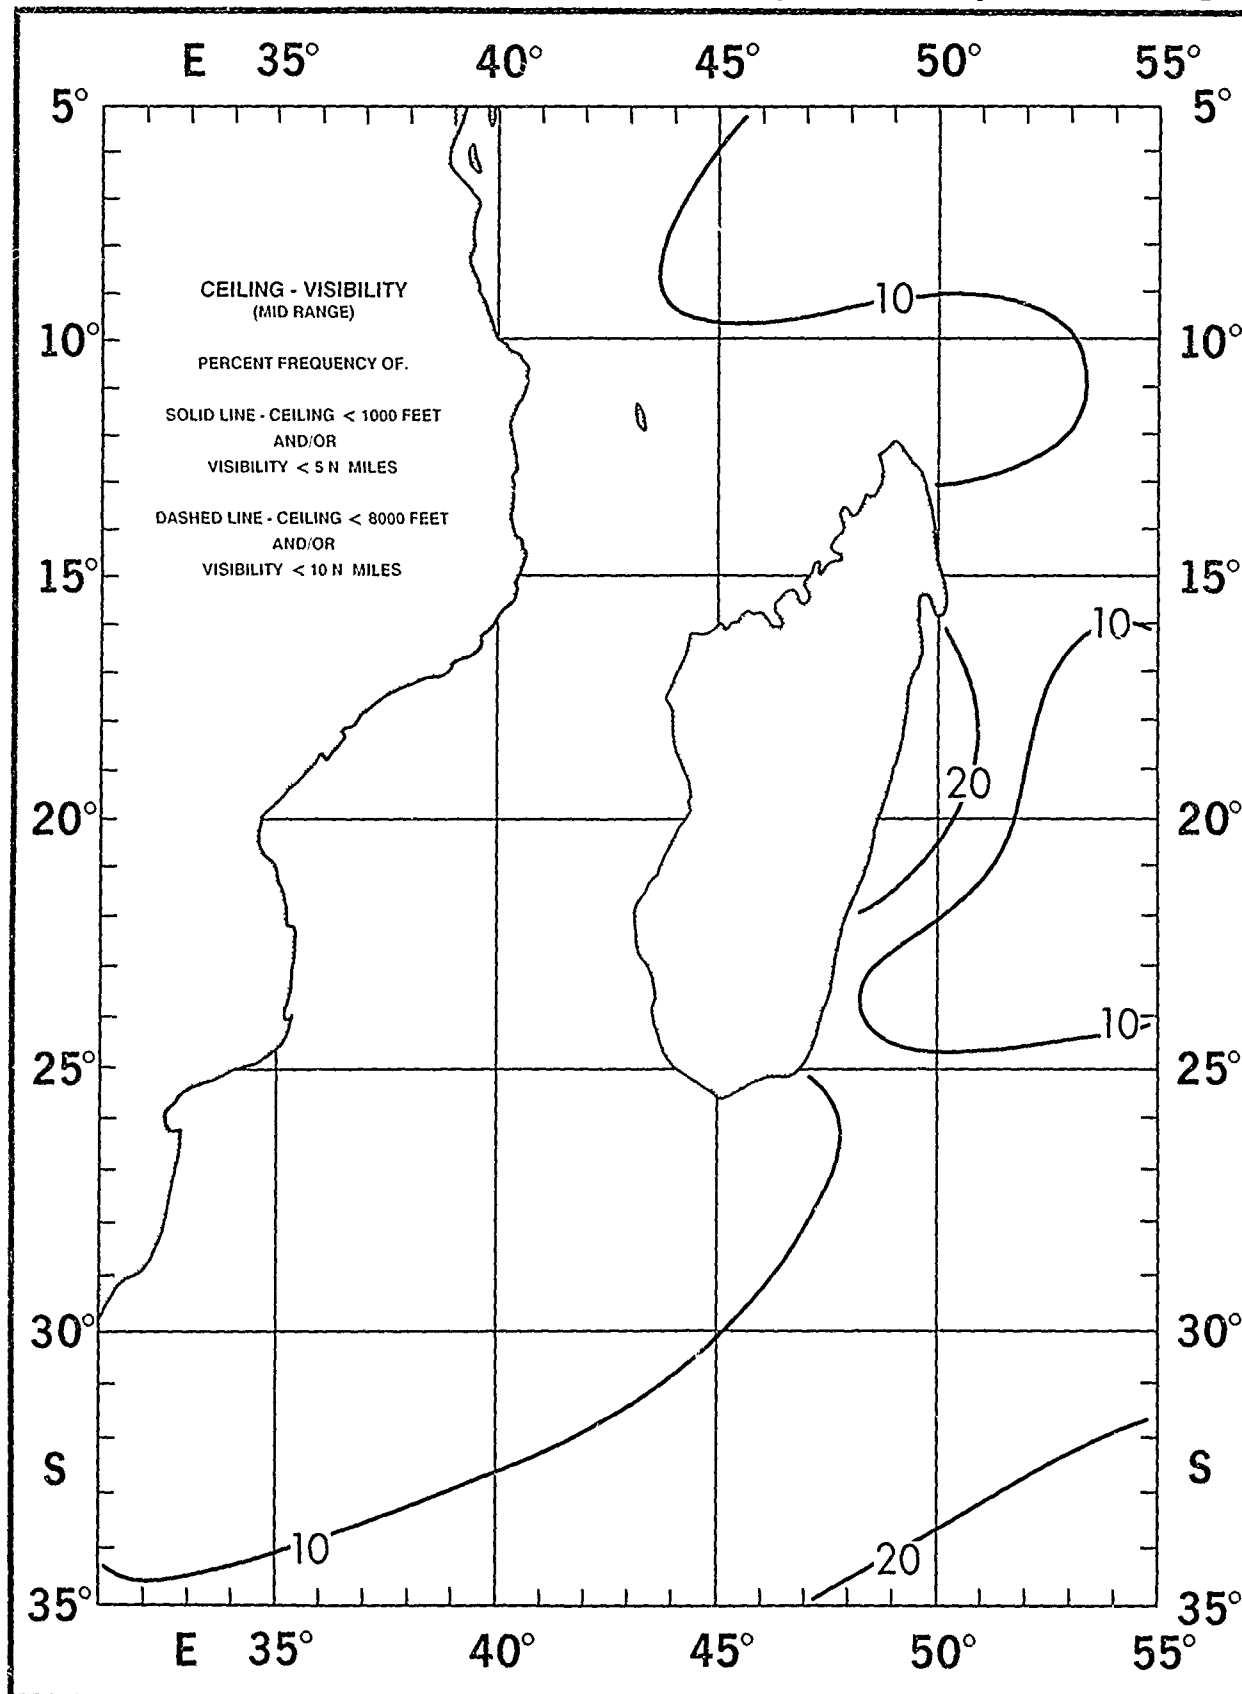 E 35° 40° 45° 50° 55°
5° 5°
CEILING - VISIBILITY
(MID RANGE)
10
10° 10°
PERCENT FREQUENCY OF.
SOLID LINE - CEILING < 1000 FEET
AND/OR
VISIBILITY < 5 N MILES
DASHED LINE - CEILING < 8000 FEET
AND/OR
VISIBILITY < 10 N MILES
15° 15°
10
20
20° 20°
10
25° 25°
30° 30°
S S
10 20
35° 35°
E 35° 40° 45° 50° 55°